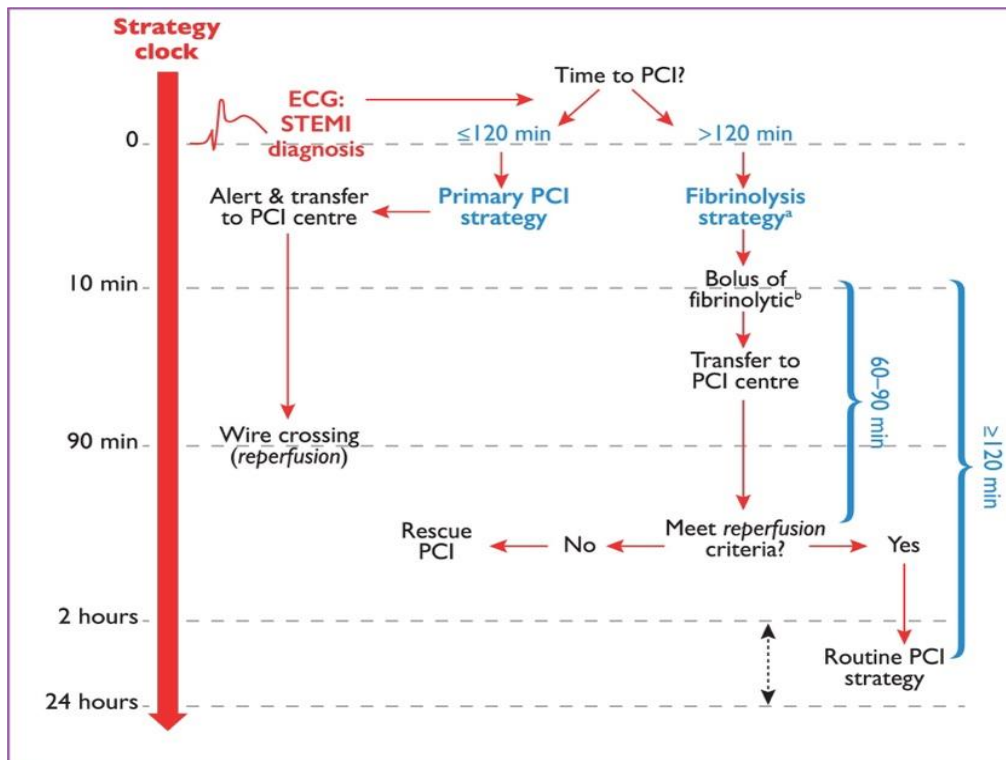 Strategy
clock
Time to PCI?
ECG:
STEMI
diagnosis
≤120 min
>120 min
0
Alert & transfer
to PCI centre
Primary PCI
strategy
Fibrinolysis
strategyᵃ
10 min
Bolus of
fibrinolyticᵇ
Transfer to
PCI centre
60–90 min
≥120 min
90 min
Wire crossing
(reperfusion)
Rescue
PCI
No
Meet reperfusion
criteria?
Yes
2 hours
Routine PCI
strategy
24 hours